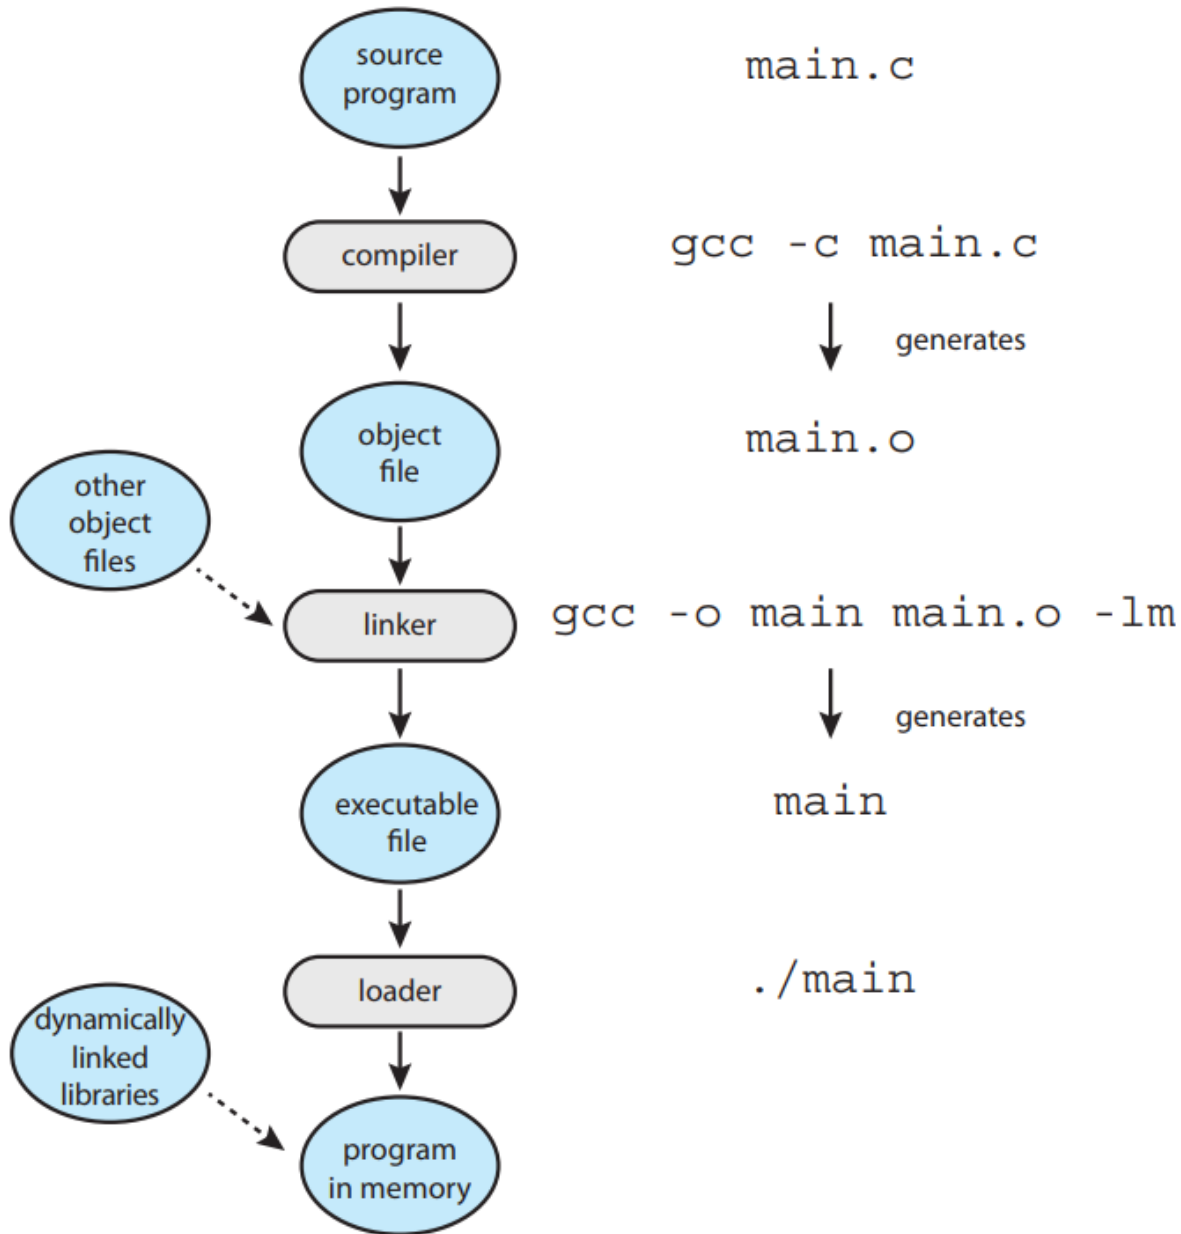 source
program
main.c
compiler
gcc -c main.c
generates
object
file
main.o
other
object
files
linker
gcc -o main main.o -lm
generates
executable
file
main
loader
./main
dynamically
linked
libraries
program
in memory